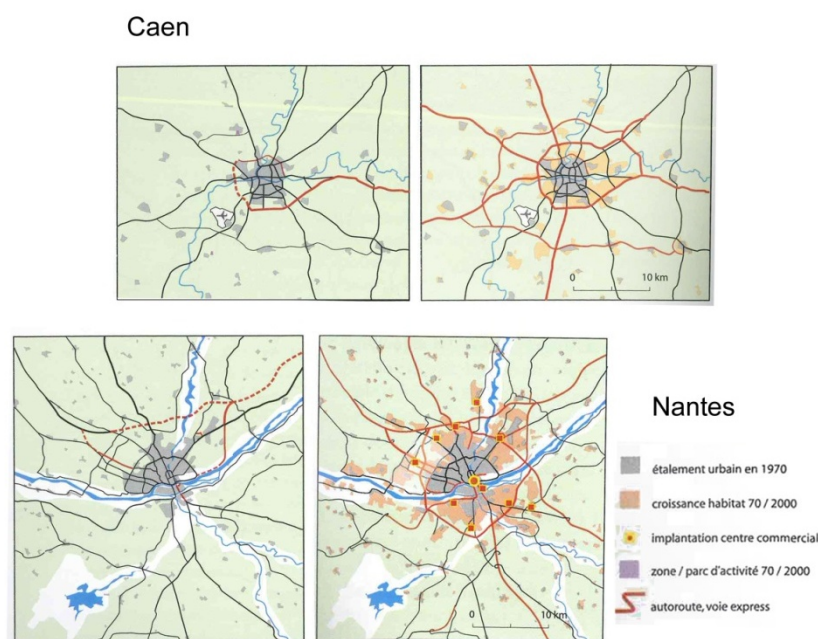 Caen
0 10 km
Nantes
étalement urbain en 1970
croissance habitat 70 / 2000
implantation centre commercial
zone / parc d'activité 70 / 2000
autoroute, voie express
0 10 km